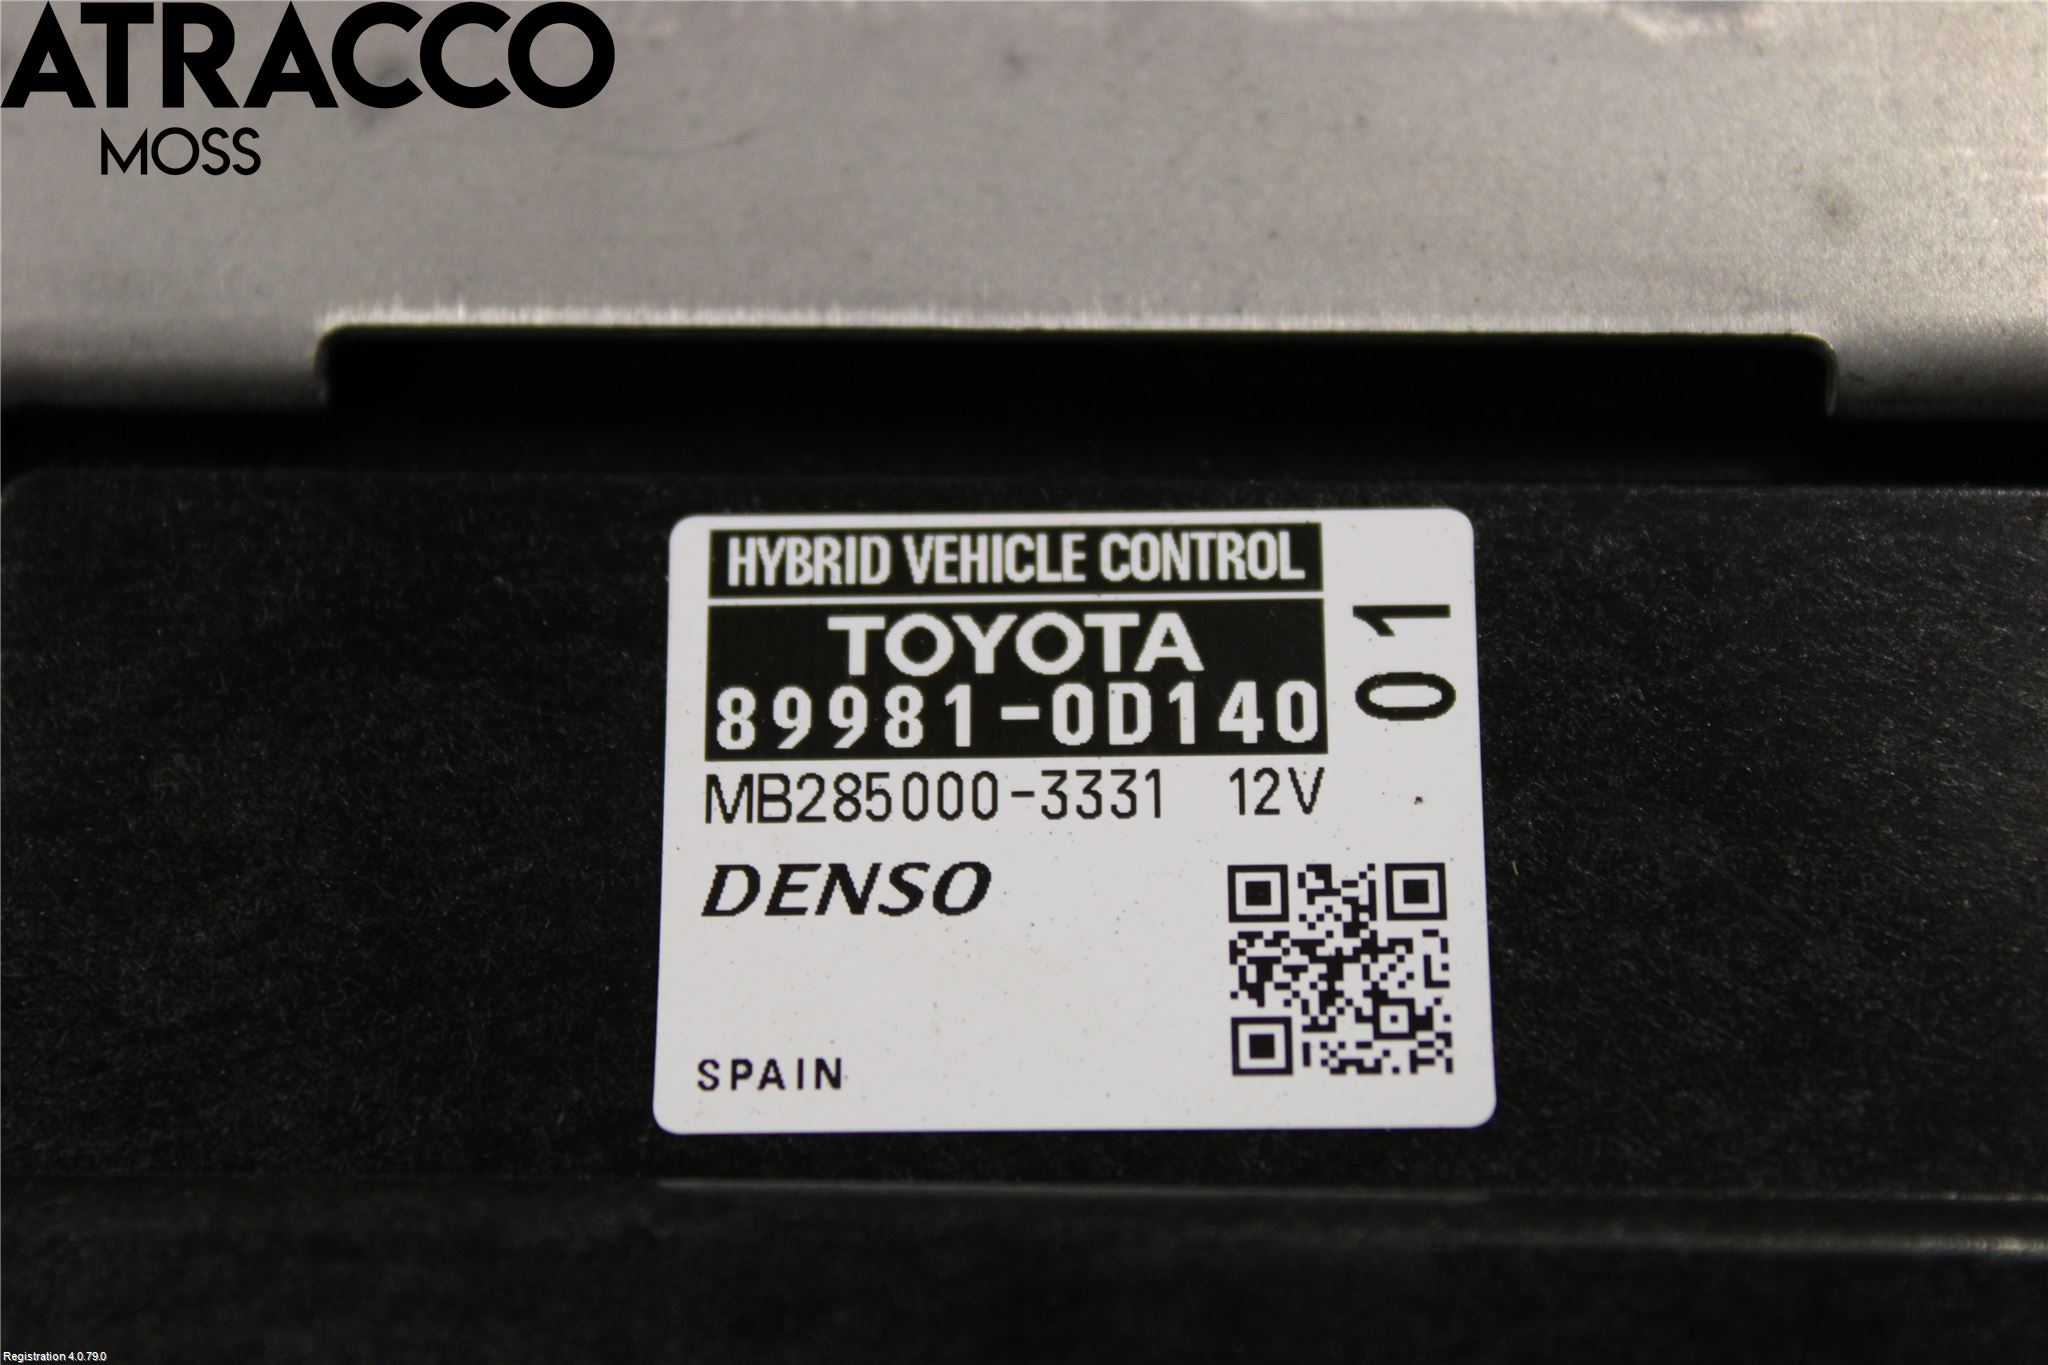 ATRACCO
MOSS
HYBRID VEHICLE CONTROL
TOYOTA
89981-0D140
01
MB285000-3331 12V
DENSO
SPAIN
Registration 4.0.79.0